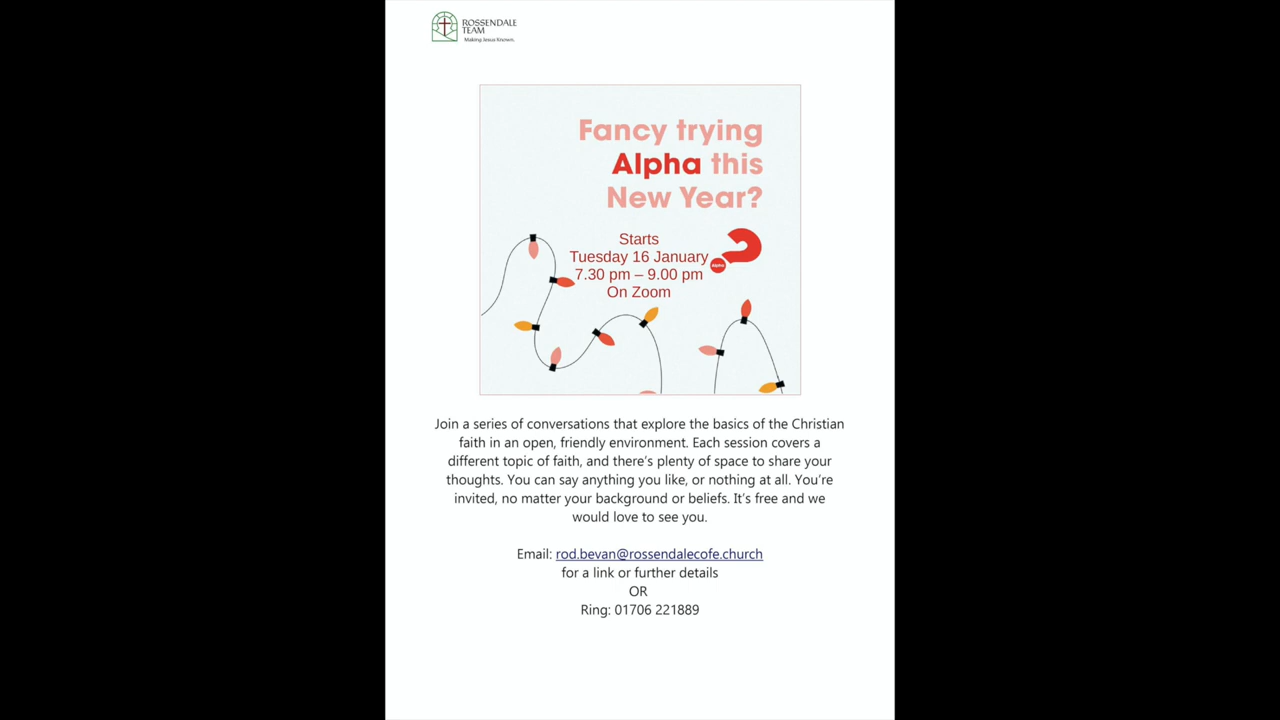 ROSSENDALE
TEAM
Making Jesus Known.
Fancy trying
Alpha this
New Year?
Starts
Tuesday 16 January
7.30 pm – 9.00 pm
On Zoom
Alpha
Join a series of conversations that explore the basics of the Christian
faith in an open, friendly environment. Each session covers a
different topic of faith, and there's plenty of space to share your
thoughts. You can say anything you like, or nothing at all. You're
invited, no matter your background or beliefs. It's free and we
would love to see you.
Email: rod.bevan@rossendalecofe.church
for a link or further details
OR
Ring: 01706 221889